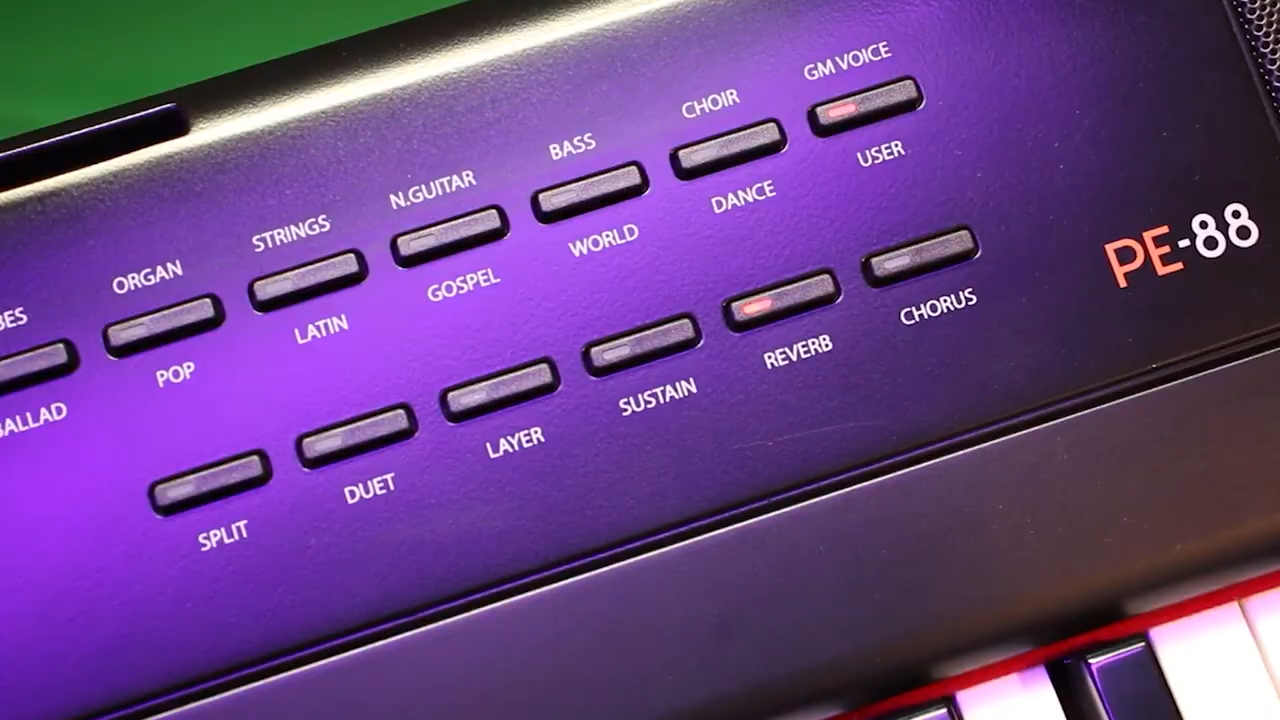 ORGAN STRINGS N.GUITAR BASS CHOIR GM VOICE
POP LATIN GOSPEL WORLD DANCE USER
SPLIT DUET LAYER SUSTAIN REVERB CHORUS
PE-88